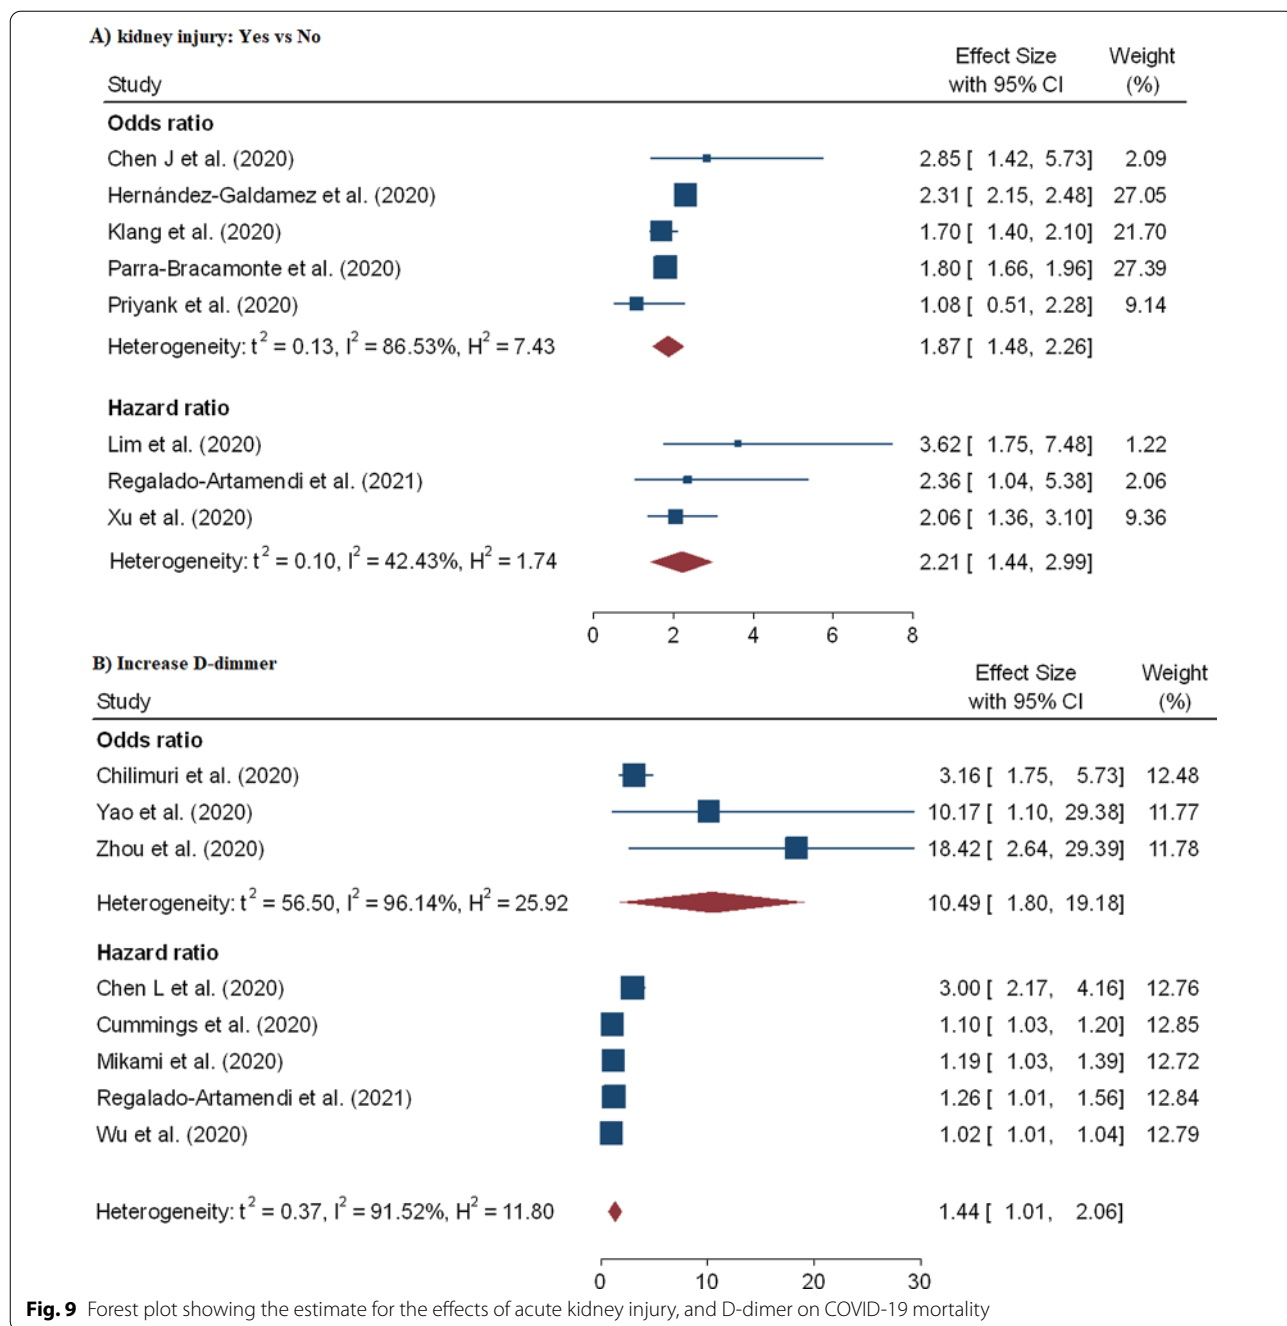 A) kidney injury: Yes vs No
Effect Size Weight
Study with 95% CI (%)
Odds ratio
Chen J et al. (2020) 2.85 [ 1.42, 5.73] 2.09
Hernández-Galdamez et al. (2020) 2.31 [ 2.15, 2.48] 27.05
Klang et al. (2020) 1.70 [ 1.40, 2.10] 21.70
Parra-Bracamonte et al. (2020) 1.80 [ 1.66, 1.96] 27.39
Priyank et al. (2020) 1.08 [ 0.51, 2.28] 9.14
Heterogeneity: t² = 0.13, I² = 86.53%, H² = 7.43 1.87 [ 1.48, 2.26]
Hazard ratio
Lim et al. (2020) 3.62 [ 1.75, 7.48] 1.22
Regalado-Artamendi et al. (2021) 2.36 [ 1.04, 5.38] 2.06
Xu et al. (2020) 2.06 [ 1.36, 3.10] 9.36
Heterogeneity: t² = 0.10, I² = 42.43%, H² = 1.74 2.21 [ 1.44, 2.99]
0 2 4 6 8
B) Increase D-dimmer
Effect Size Weight
Study with 95% CI (%)
Odds ratio
Chilimuri et al. (2020) 3.16 [ 1.75, 5.73] 12.48
Yao et al. (2020) 10.17 [ 1.10, 29.38] 11.77
Zhou et al. (2020) 18.42 [ 2.64, 29.39] 11.78
Heterogeneity: t² = 56.50, I² = 96.14%, H² = 25.92 10.49 [ 1.80, 19.18]
Hazard ratio
Chen L et al. (2020) 3.00 [ 2.17, 4.16] 12.76
Cummings et al. (2020) 1.10 [ 1.03, 1.20] 12.85
Mikami et al. (2020) 1.19 [ 1.03, 1.39] 12.72
Regalado-Artamendi et al. (2021) 1.26 [ 1.01, 1.56] 12.84
Wu et al. (2020) 1.02 [ 1.01, 1.04] 12.79
Heterogeneity: t² = 0.37, I² = 91.52%, H² = 11.80 1.44 [ 1.01, 2.06]
0 10 20 30
Fig. 9 Forest plot showing the estimate for the effects of acute kidney injury, and D-dimer on COVID-19 mortality